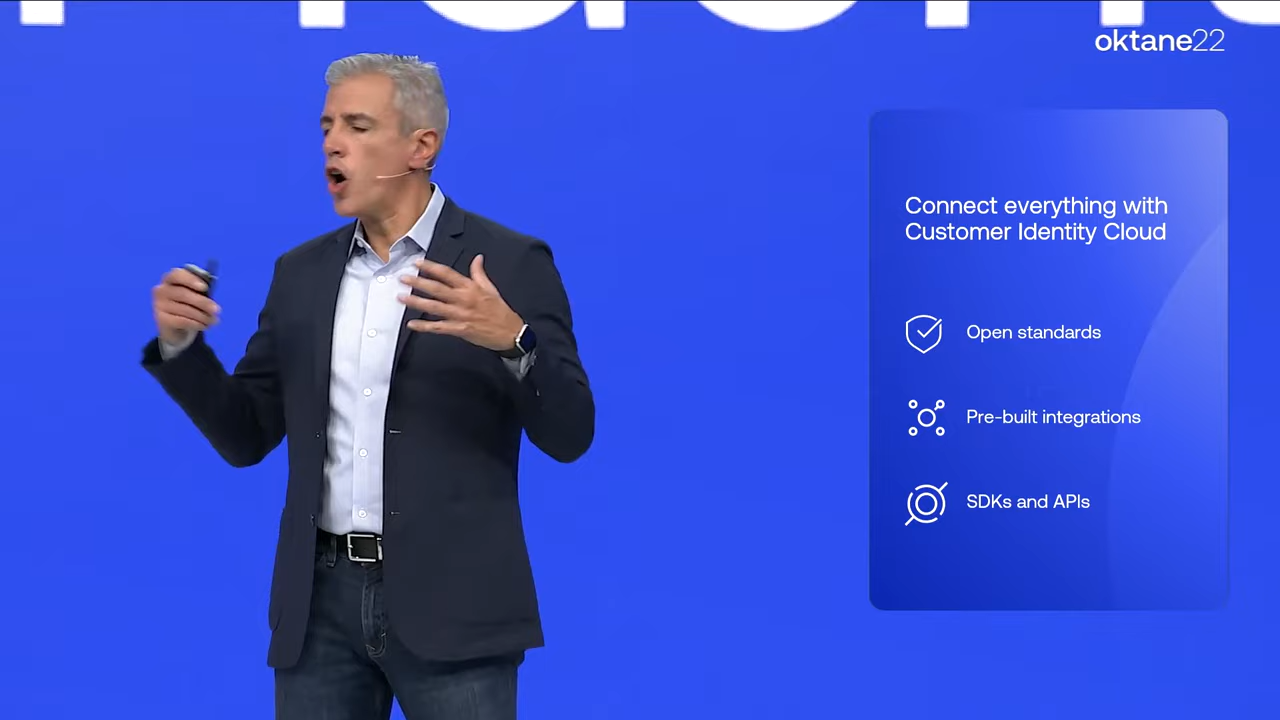 oktane22
Connect everything with
Customer Identity Cloud
Open standards
Pre-built integrations
SDKs and APIs